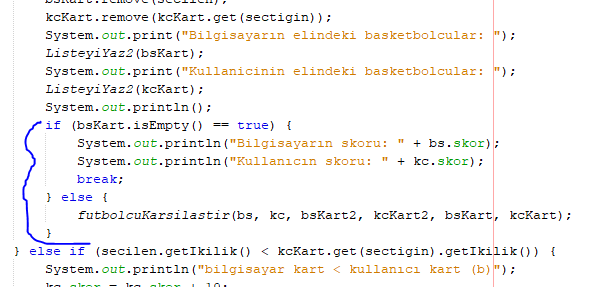 bsKart.remove(secilen);
kcKart.remove(kcKart.get(sectigin));
System.out.print("Bilgisayarın elindeki basketbolcular: ");
ListeyiYaz2(bsKart);
System.out.print("Kullanicinin elindeki basketbolcular: ");
ListeyiYaz2(kcKart);
System.out.println();
if (bsKart.isEmpty() == true) {
System.out.println("Bilgisayarın skoru: " + bs.skor);
System.out.println("Kullanıcın skoru: " + kc.skor);
break;
} else {
futbolcuKarsilastir(bs, kc, bsKart2, kcKart2, bsKart, kcKart);
}
} else if (secilen.getIkilik() < kcKart.get(sectigin).getIkilik()) {
System.out.println("bilgisayar kart < kullanıcı kart (b)");
kc.skor = kc.skor + 10;